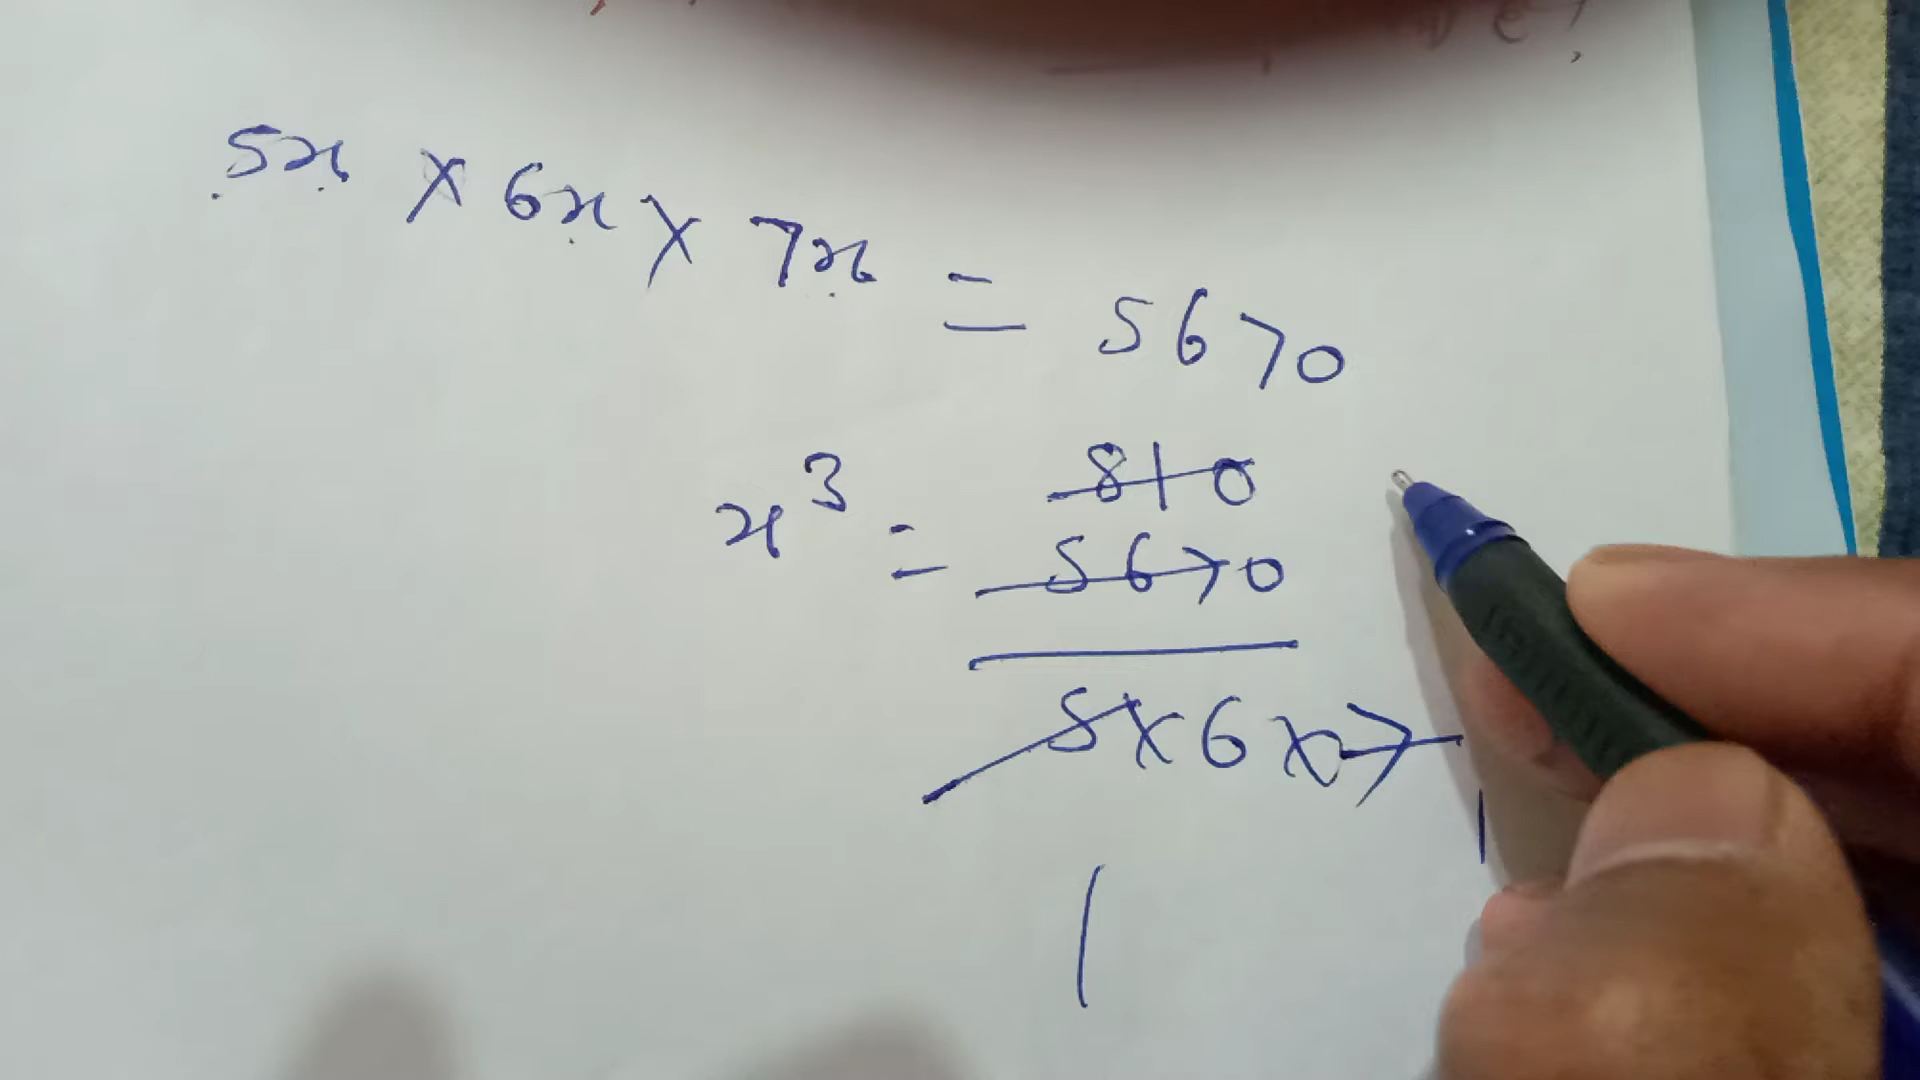 5x × 6x × 7x = 5670
810
x³ = 5670
5×6×7
1